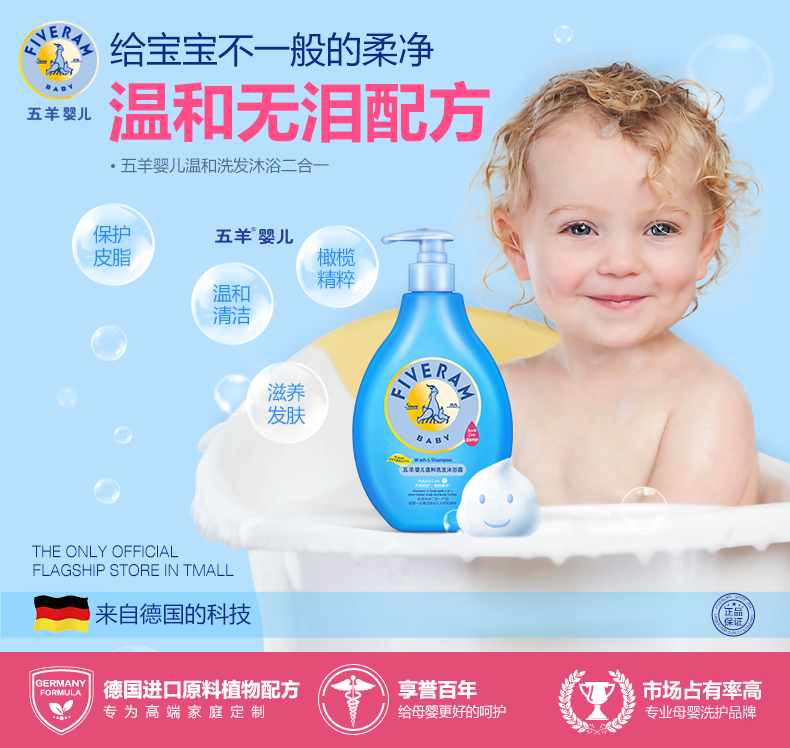 FIVERAM
BABY
五羊婴儿
给宝宝不一般的柔净
温和无泪配方
·五羊婴儿温和洗发沐浴二合一
保护
皮脂
五羊®婴儿
橄榄
精粹
温和
清洁
滋养
发肤
FIVERAM
BABY
Wash & Shampoo
五羊婴儿温和洗发沐浴露
THE ONLY OFFICIAL
FLAGSHIP STORE IN TMALL
来自德国的科技
正品
保证
GERMANY
FORMULA
德国进口原料植物配方
专为高端家庭定制
享誉百年
给母婴更好的呵护
市场占有率高
专业母婴洗护品牌